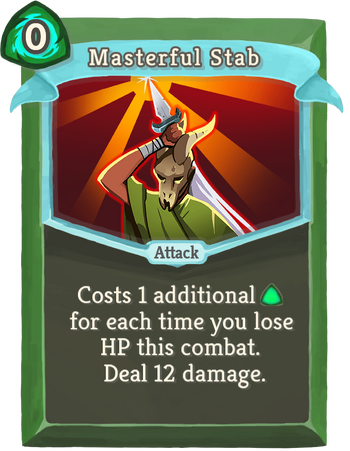 0
Masterful Stab
Attack
Costs 1 additional
for each time you lose
HP this combat.
Deal 12 damage.